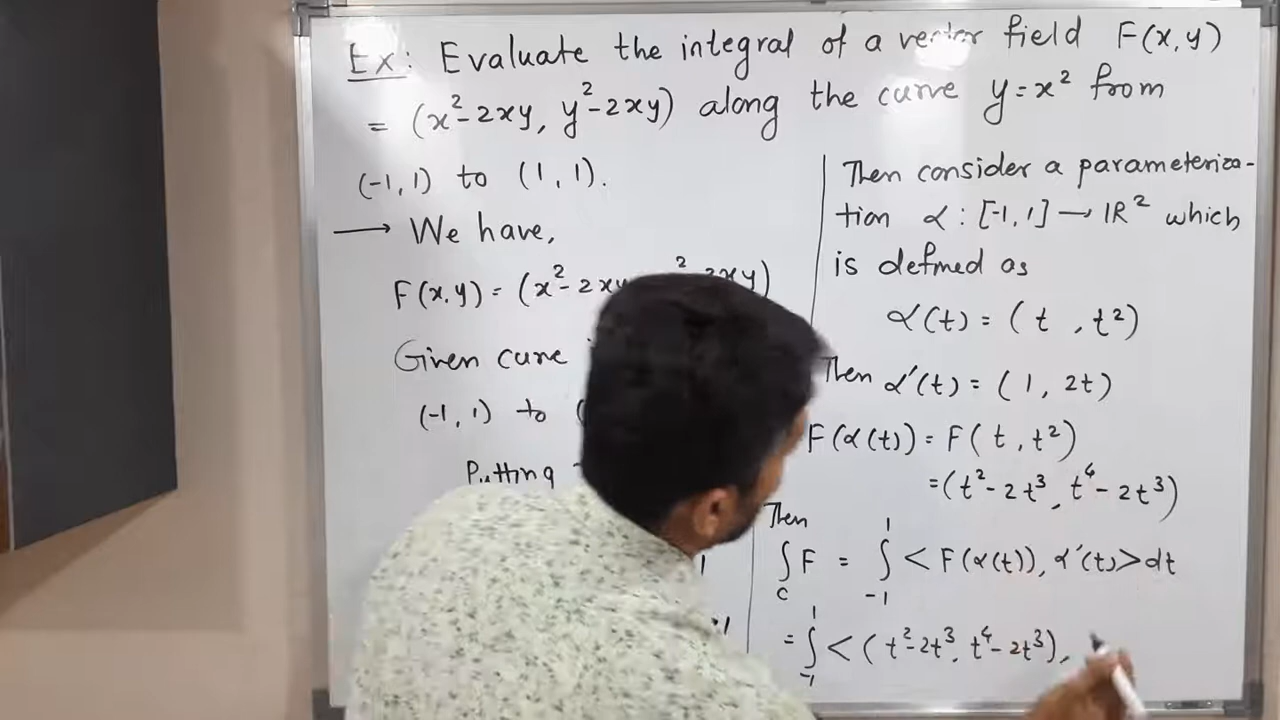 Ex: Evaluate the integral of a vector field F(x,y)
= (x²-2xy, y²-2xy) along the curve y=x² from
(-1,1) to (1,1).
→ We have,
F(x,y) = (x²-2xy 2xy)
Given curve
(-1,1) to (
Putting
Then consider a parameteriza-
tion α : [-1,1] → IR² which
is defined as
α(t) = (t, t²)
Then α'(t) = (1, 2t)
F(α(t)) = F(t, t²)
= (t²-2t³, t⁴-2t³)
Then
∫_C F = ∫_{-1}^{1} < F(α(t)), α'(t)> dt
= ∫_{-1}^{1} < (t²-2t³, t⁴-2t³),